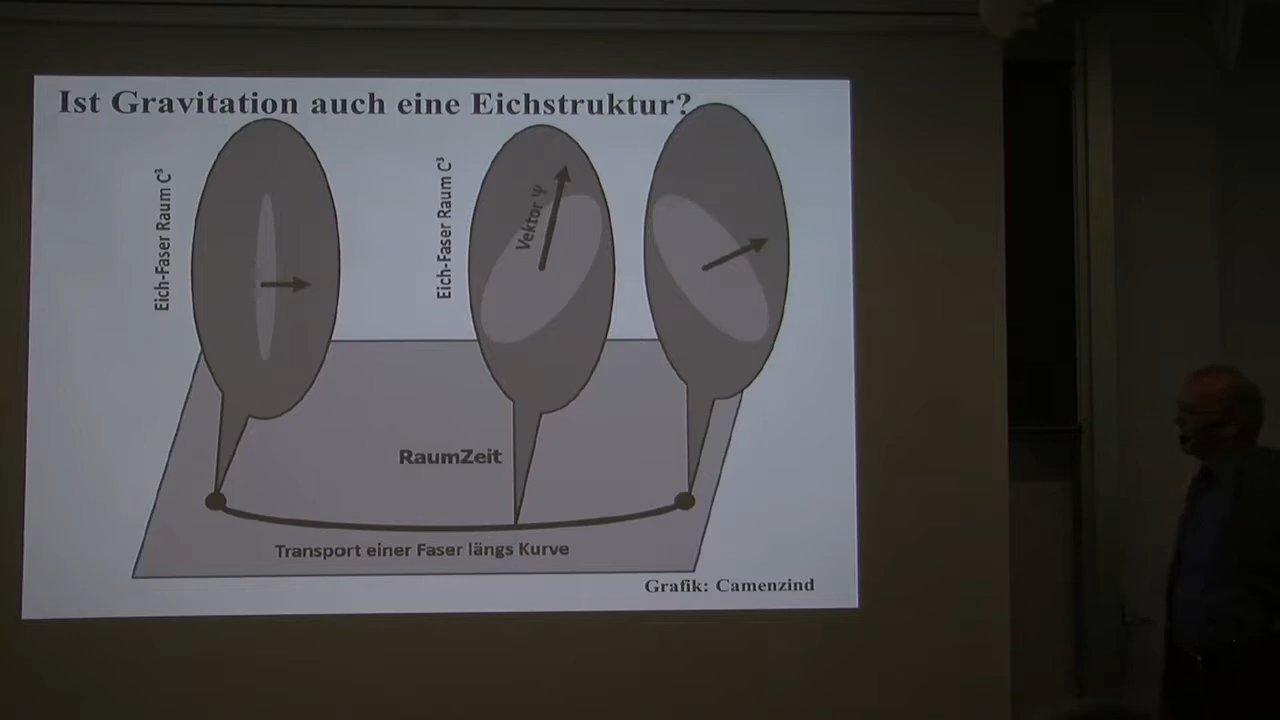 Ist Gravitation auch eine Eichstruktur?
Eich-Faser Raum C³
Eich-Faser Raum C³
Vektor Ψ
RaumZeit
Transport einer Faser längs Kurve
Grafik: Camenzind